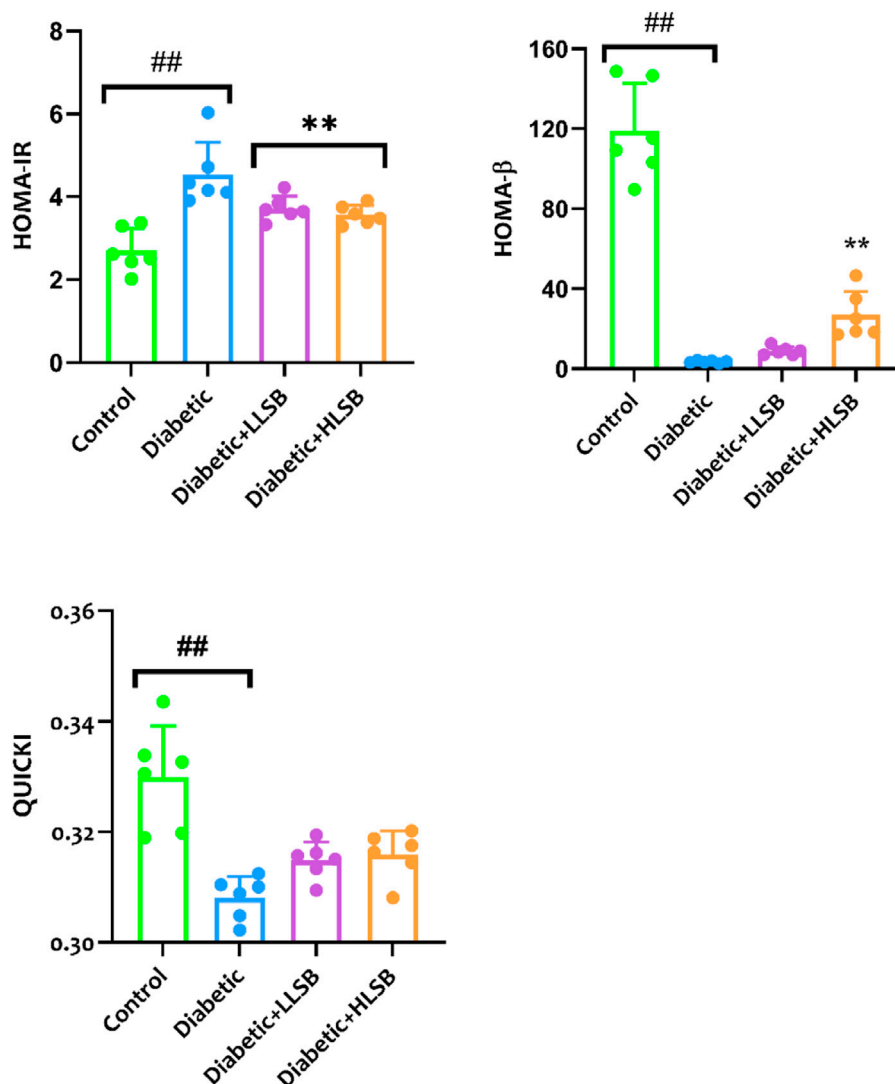 ##
**
HOMA-IR
8
6
4
2
0
Control
Diabetic
Diabetic+LLSB
Diabetic+HLSB
##
**
HOMA-β
160
120
80
40
0
Control
Diabetic
Diabetic+LLSB
Diabetic+HLSB
##
QUICKI
0.36
0.34
0.32
0.30
Control
Diabetic
Diabetic+LLSB
Diabetic+HLSB